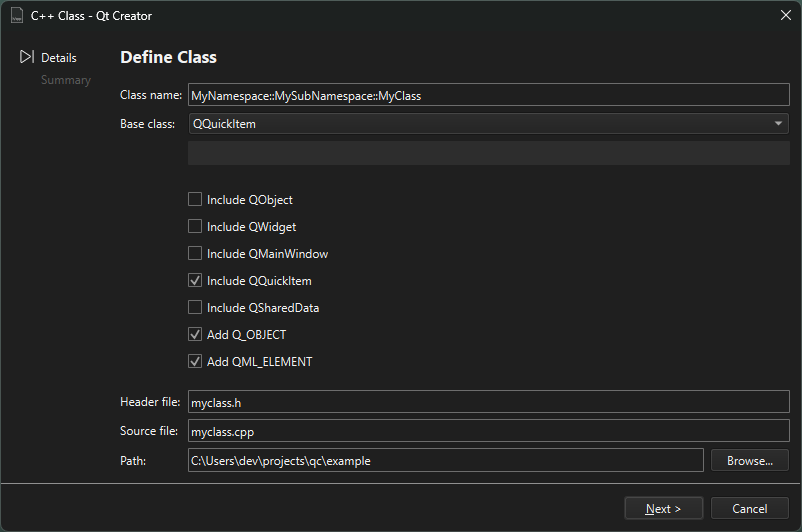 C++ Class - Qt Creator
Details
Summary
Define Class
Class name: MyNamespace::MySubNamespace::MyClass
Base class: QQuickItem
Include QObject
Include QWidget
Include QMainWindow
Include QQuickItem
Include QSharedData
Add Q_OBJECT
Add QML_ELEMENT
Header file: myclass.h
Source file: myclass.cpp
Path: C:\Users\dev\projects\qc\example Browse...
Next > Cancel